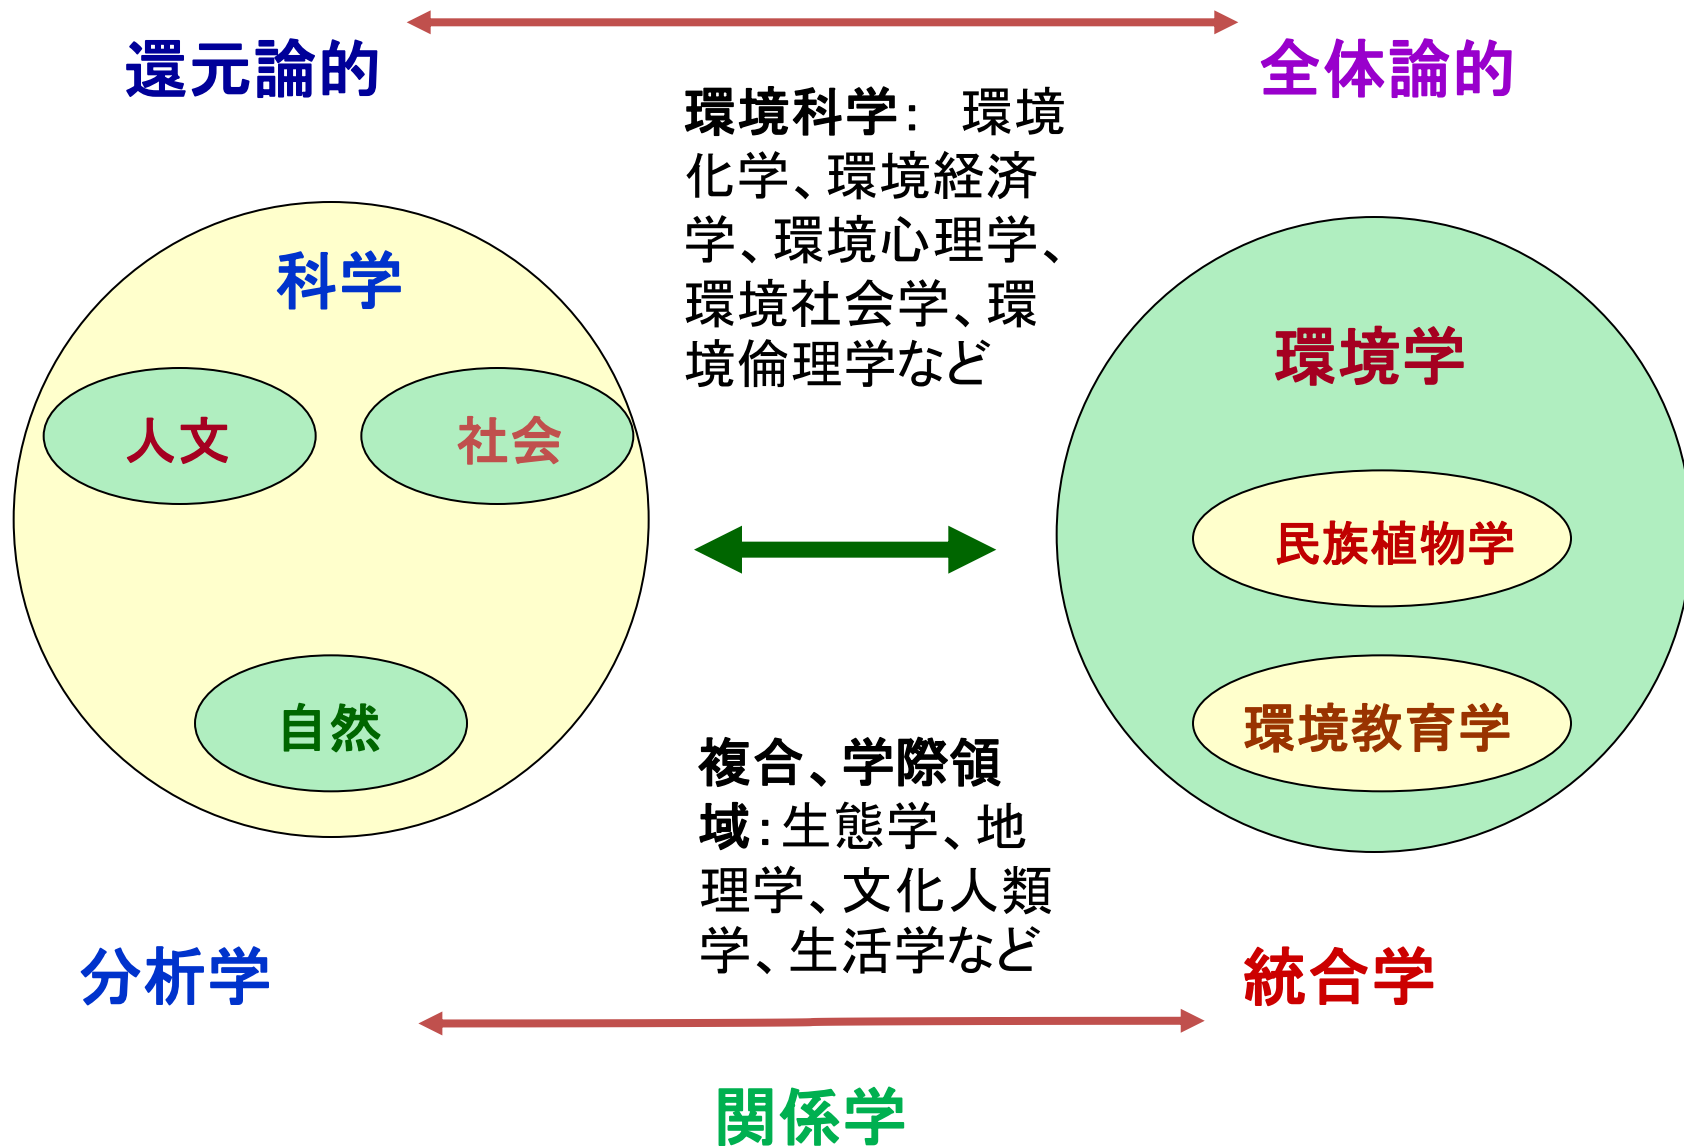 還元論的
全体論的
環境科学：　環境
化学、環境経済
学、環境心理学、
環境社会学、環
境倫理学など
科学
人文
社会
自然
環境学
民族植物学
環境教育学
複合、学際領
域：生態学、地
理学、文化人類
学、生活学など
分析学
統合学
関係学